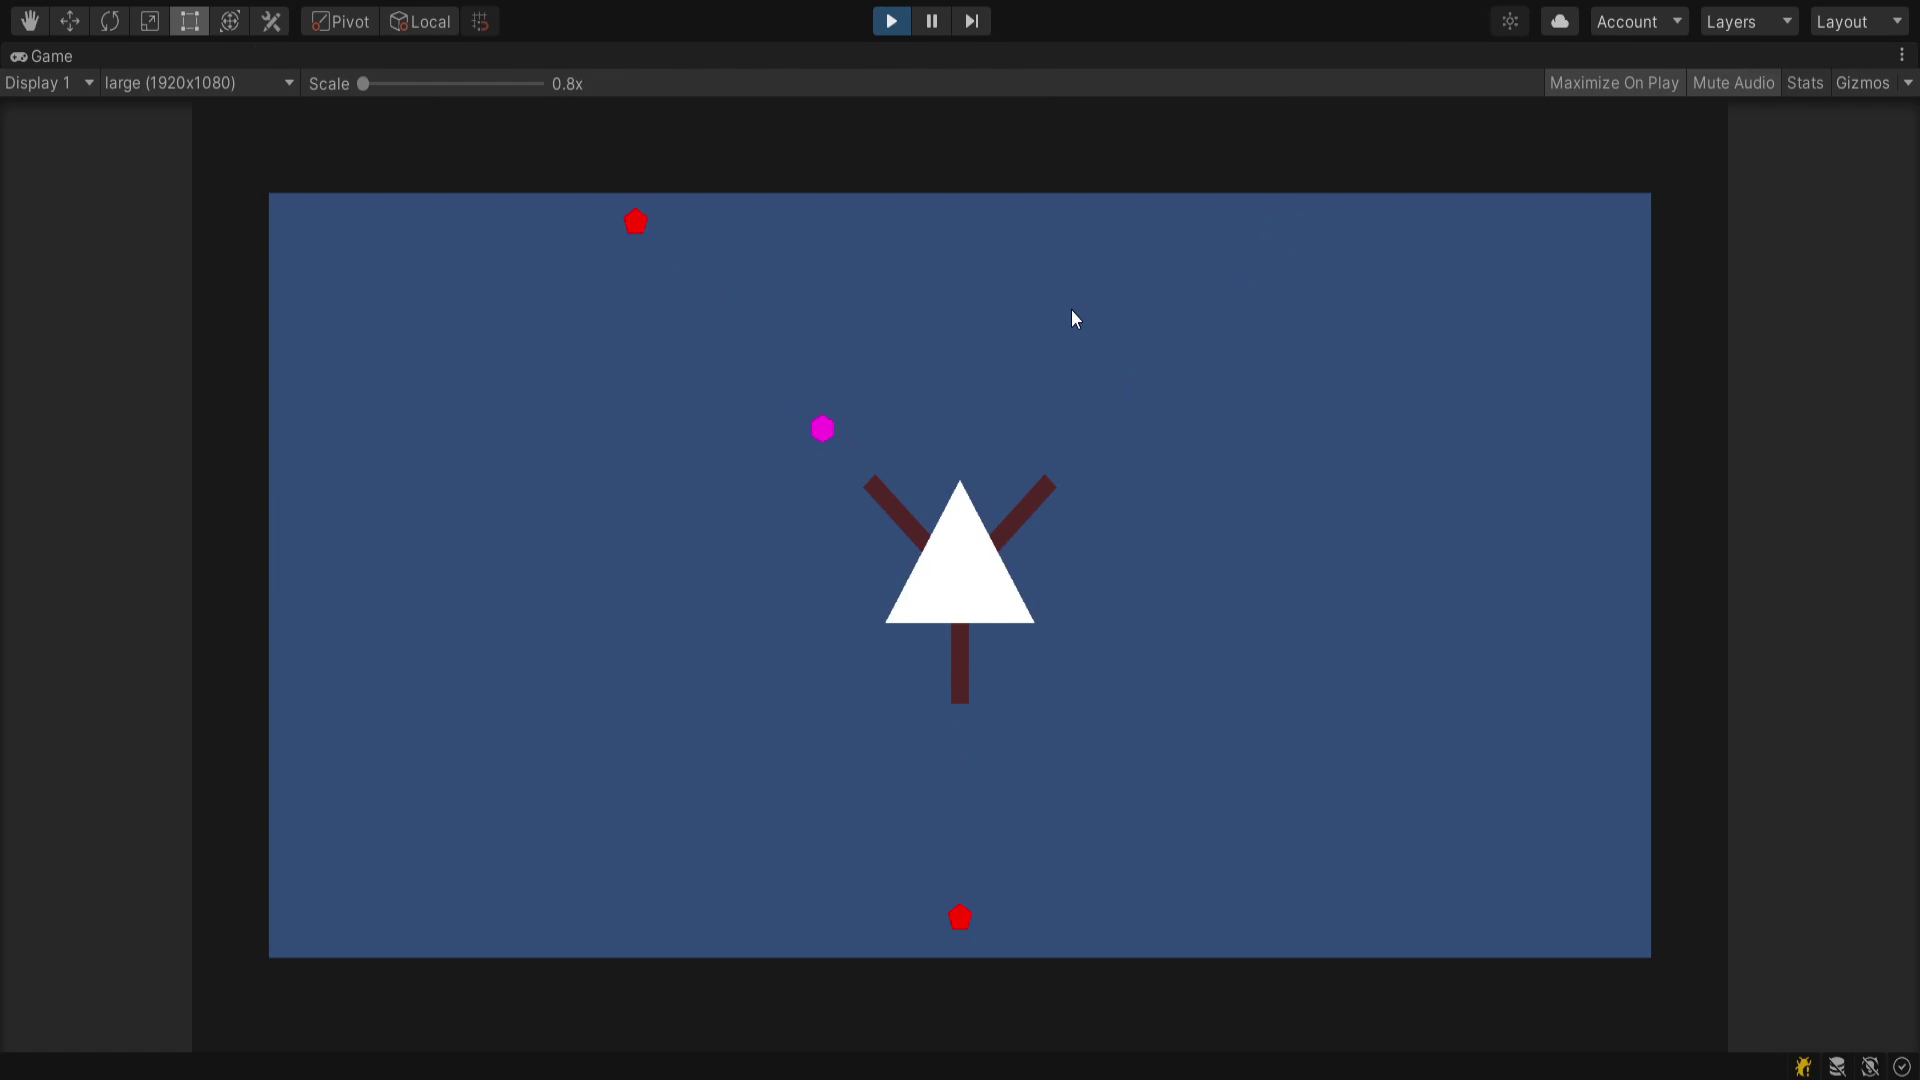 Pivot Local Account Layers Layout
Game
Display 1 large (1920x1080) Scale 0.8x Maximize On Play Mute Audio Stats Gizmos